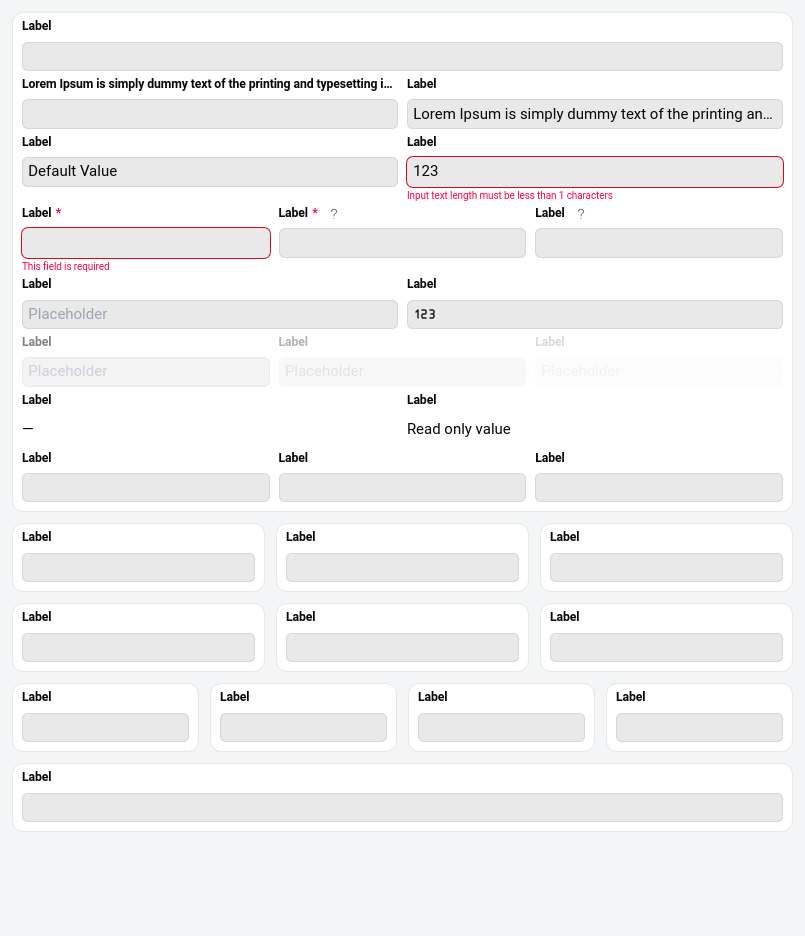 Label
Lorem Ipsum is simply dummy text of the printing and typesetting i... Label
Lorem Ipsum is simply dummy text of the printing an...
Label Label
Default Value 123
Input text length must be less than 1 characters
Label * Label * ? Label ?
This field is required
Label Label
Placeholder 123
Label Label Label
Placeholder Placeholder Placeholder
Label Label
— Read only value
Label Label Label
Label Label Label
Label Label Label
Label Label Label Label
Label